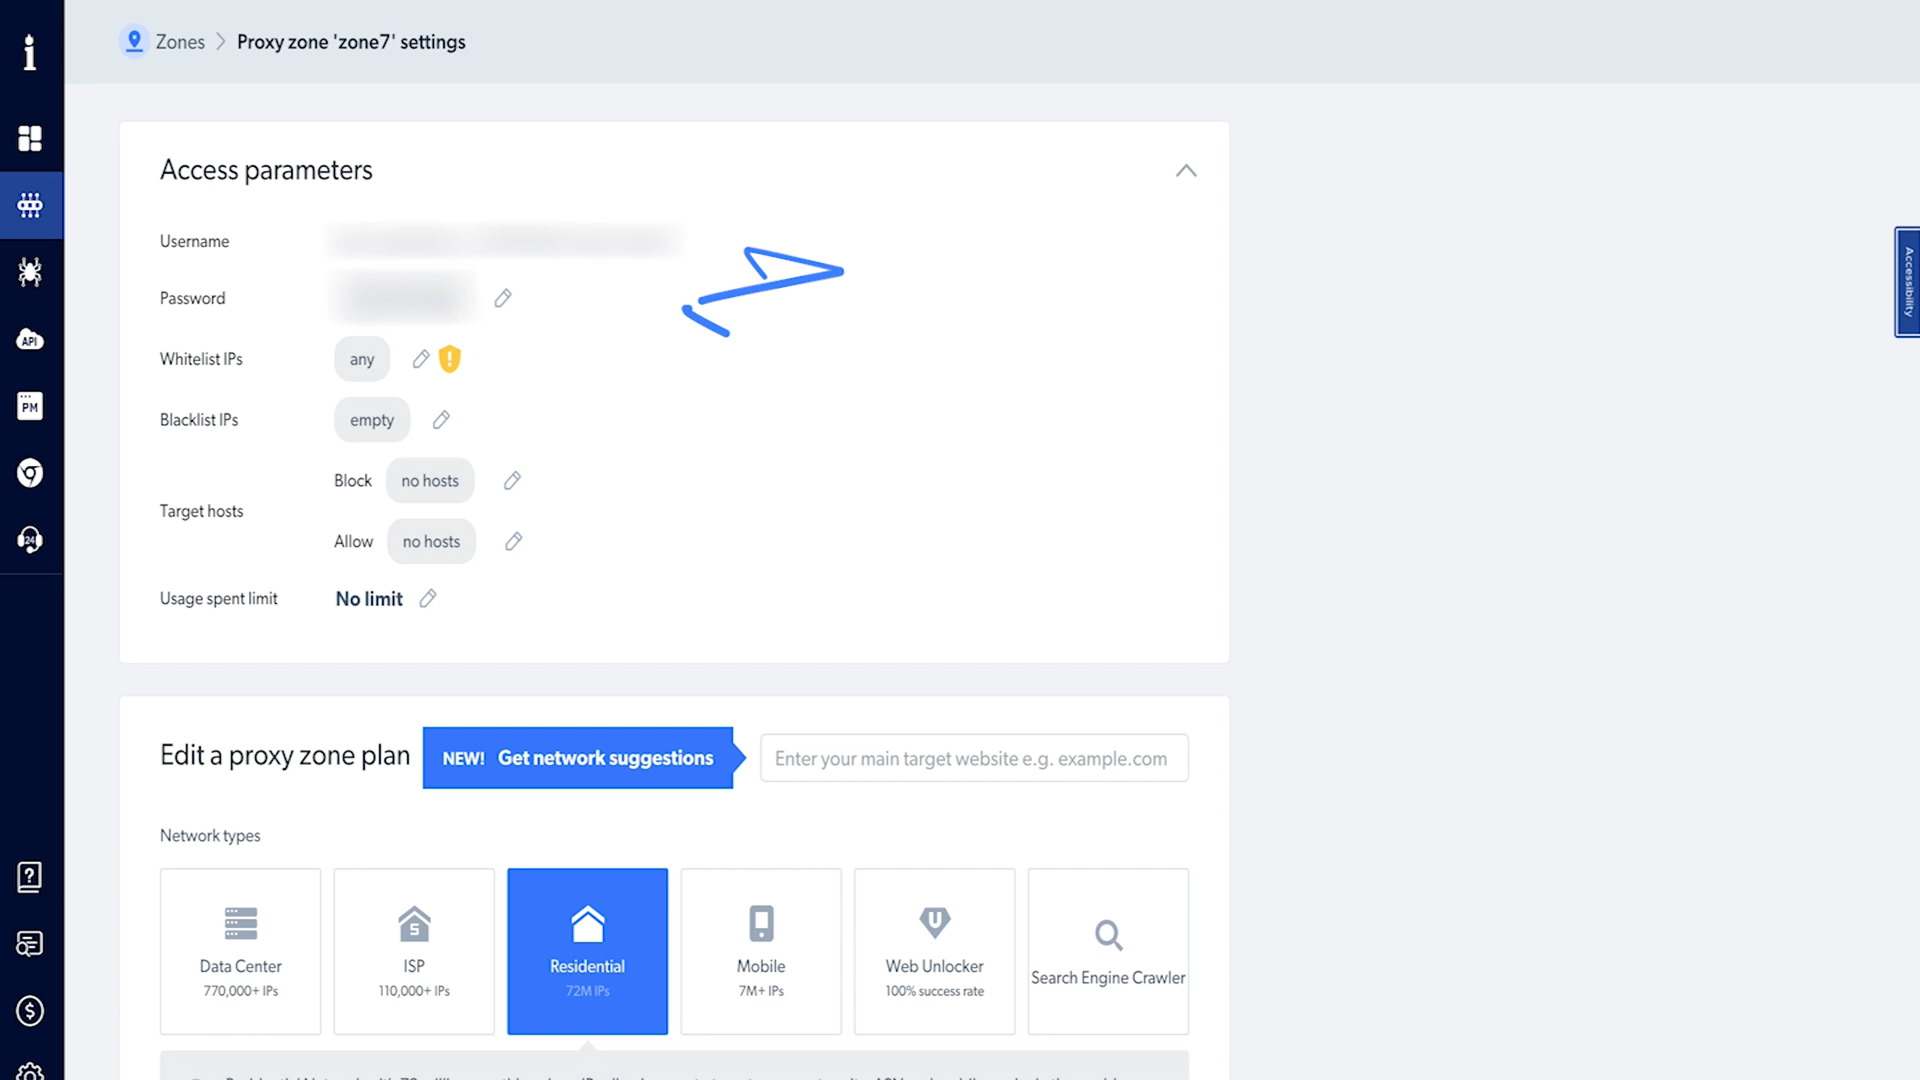 Zones
Proxy zone 'zone7' settings
Access parameters
Username
Password
Whitelist IPs
any
Blacklist IPs
empty
Target hosts
Block
no hosts
Allow
no hosts
Usage spent limit
No limit
Edit a proxy zone plan
NEW! Get network suggestions
Enter your main target website e.g. example.com
Network types
Data Center
770,000+ IPs
S
ISP
110,000+ IPs
Residential
72M IPs
Mobile
7M+ IPs
U
Web Unlocker
100% success rate
Search Engine Crawler
Accessibility
i
API
PM
24
?
$